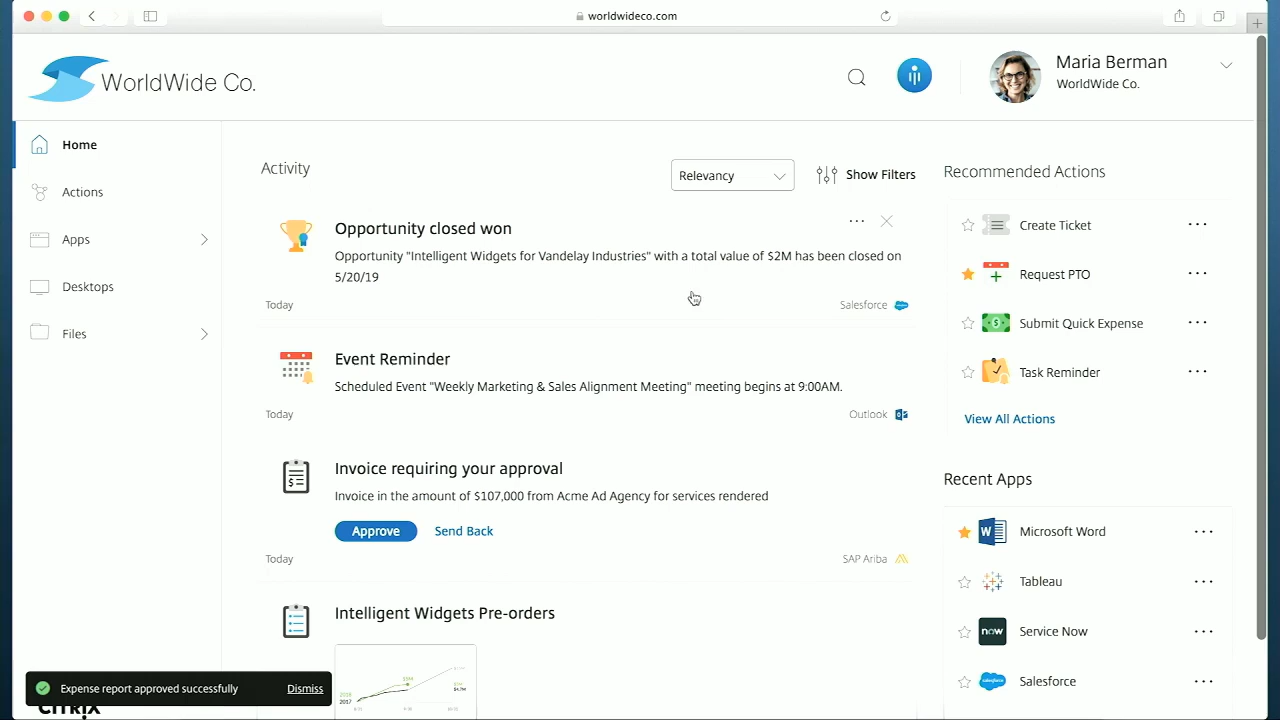 worldwideco.com
WorldWide Co.
Maria Berman
WorldWide Co.
Home
Actions
Apps
Desktops
Files
Activity
Relevancy
Show Filters
Opportunity closed won
Opportunity "Intelligent Widgets for Vandelay Industries" with a total value of $2M has been closed on
5/20/19
Today
Salesforce
Event Reminder
Scheduled Event "Weekly Marketing & Sales Alignment Meeting" meeting begins at 9:00AM.
Today
Outlook
Invoice requiring your approval
Invoice in the amount of $107,000 from Acme Ad Agency for services rendered
Approve
Send Back
Today
SAP Ariba
Intelligent Widgets Pre-orders
2018
2017
Recommended Actions
Create Ticket
Request PTO
Submit Quick Expense
Task Reminder
View All Actions
Recent Apps
Microsoft Word
Tableau
now
Service Now
salesforce
Salesforce
Expense report approved successfully
Dismiss
CITRIX